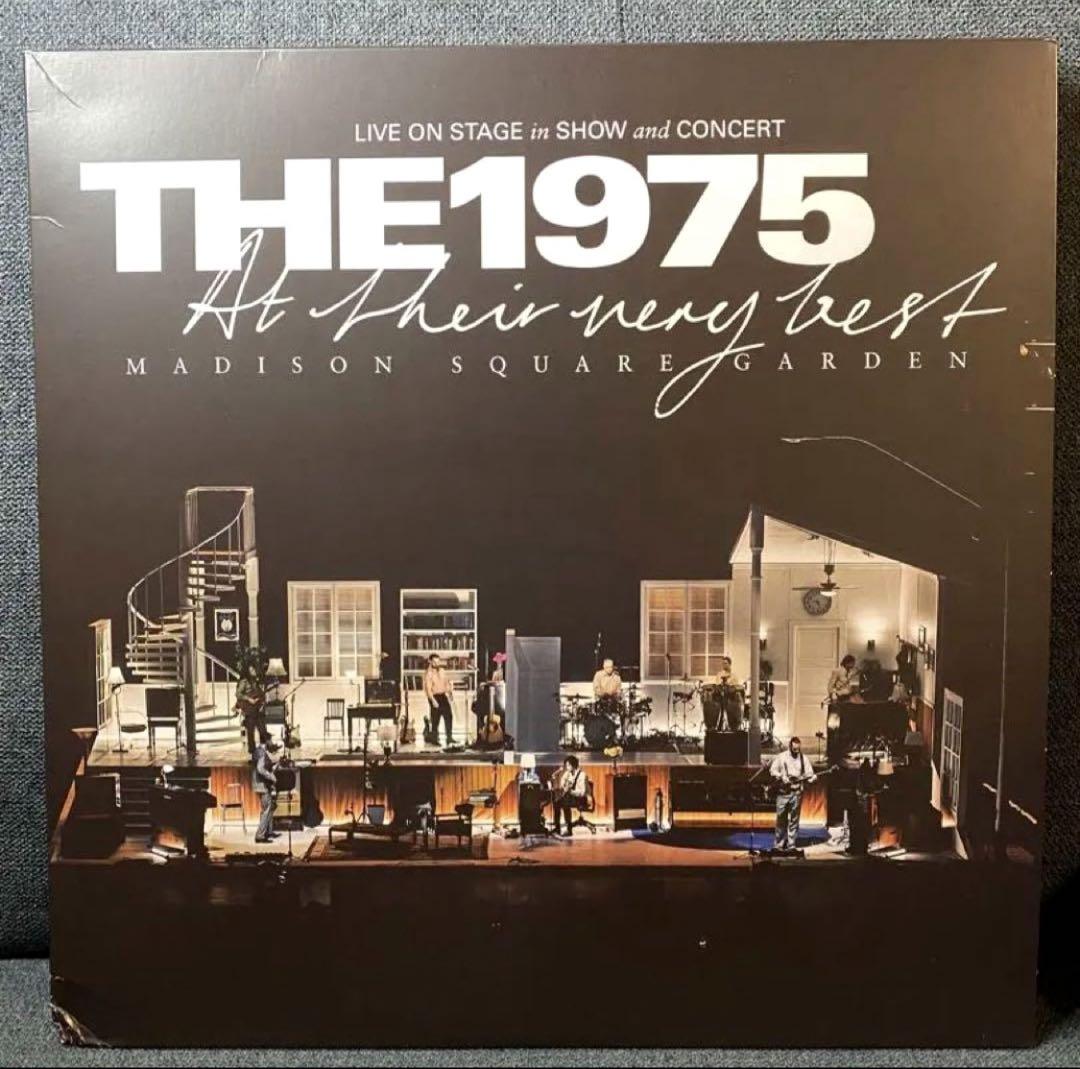 LIVE ON STAGE in SHOW and CONCERT
THE1975
At their very best
MADISON SQUARE GARDEN